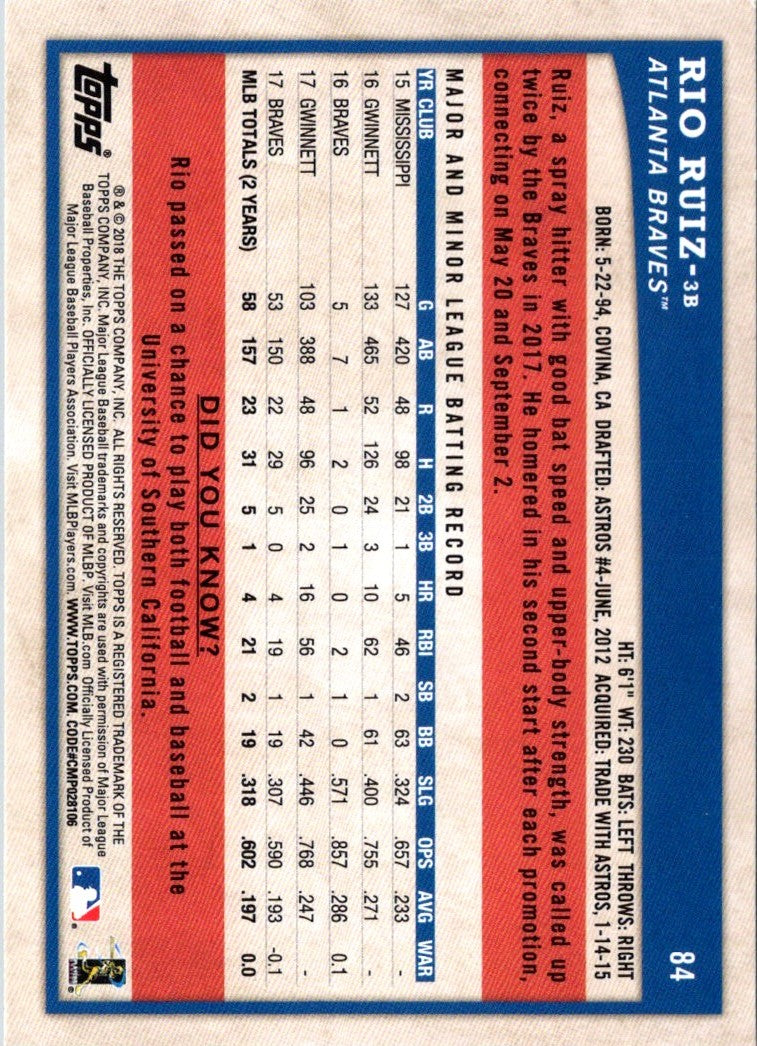 RIO RUIZ-3B
84
ATLANTA BRAVES™
HT: 6'1" WT: 230 BATS: LEFT THROWS: RIGHT
BORN: 5-22-94, COVINA, CA DRAFTED: ASTROS #4-JUNE, 2012 ACQUIRED: TRADE WITH ASTROS, 1-14-15
Ruiz, a spray hitter with good bat speed and upper-body strength, was called up
twice by the Braves in 2017. He homered in his second start after each promotion,
connecting on May 20 and September 2.
MAJOR AND MINOR LEAGUE BATTING RECORD
YR CLUB G AB R H 2B 3B HR RBI SB BB SLG OPS AVG WAR
15 MISSISSIPPI 127 420 48 98 21 1 5 46 2 63 .324 .657 .233 -
16 GWINNETT 133 465 52 126 24 3 10 62 1 61 .400 .755 .271 -
16 BRAVES 5 7 1 2 0 1 0 2 1 0 .571 .857 .286 0.1
17 GWINNETT 103 388 48 96 25 2 16 56 1 42 .446 .768 .247 -
17 BRAVES 53 150 22 29 5 0 4 19 1 19 .307 .590 .193 -0.1
MLB TOTALS (2 YEARS) 58 157 23 31 5 1 4 21 2 19 .318 .602 .197 0.0
DID YOU KNOW?
Rio passed on a chance to play both football and baseball at the
University of Southern California.
topps®
® & © 2018 THE TOPPS COMPANY, INC. ALL RIGHTS RESERVED. TOPPS IS A REGISTERED TRADEMARK OF THE
TOPPS COMPANY, INC. Major League Baseball trademarks and copyrights are used with permission of Major League
Baseball Properties, Inc. OFFICIALLY LICENSED PRODUCT OF MLBP. Visit MLB.com. Officially Licensed Product of
Major League Baseball Players Association. Visit MLBPlayers.com. WWW.TOPPS.COM. CODE#CMP028106